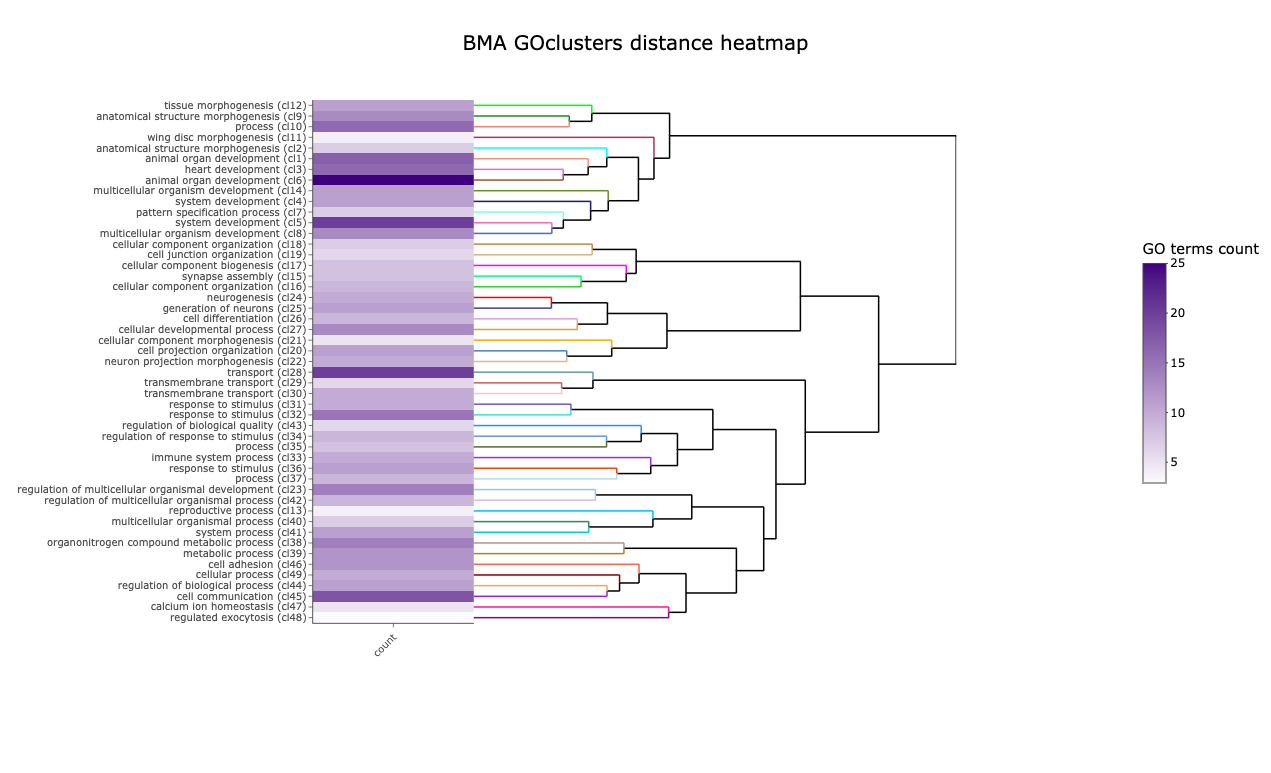 BMA GOclusters distance heatmap
tissue morphogenesis (cl12)
anatomical structure morphogenesis (cl9)
process (cl10)
wing disc morphogenesis (cl11)
anatomical structure morphogenesis (cl2)
animal organ development (cl1)
heart development (cl3)
animal organ development (cl6)
multicellular organism development (cl14)
system development (cl4)
pattern specification process (cl7)
system development (cl5)
multicellular organism development (cl8)
cellular component organization (cl18)
cell junction organization (cl19)
cellular component biogenesis (cl17)
synapse assembly (cl15)
cellular component organization (cl16)
neurogenesis (cl24)
generation of neurons (cl25)
cell differentiation (cl26)
cellular developmental process (cl27)
cellular component morphogenesis (cl21)
cell projection organization (cl20)
neuron projection morphogenesis (cl22)
transport (cl28)
transmembrane transport (cl29)
transmembrane transport (cl30)
response to stimulus (cl31)
response to stimulus (cl32)
regulation of biological quality (cl43)
regulation of response to stimulus (cl34)
process (cl35)
immune system process (cl33)
response to stimulus (cl36)
process (cl37)
regulation of multicellular organismal development (cl23)
regulation of multicellular organismal process (cl42)
reproductive process (cl13)
multicellular organismal process (cl40)
system process (cl41)
organonitrogen compound metabolic process (cl38)
metabolic process (cl39)
cell adhesion (cl46)
cellular process (cl49)
regulation of biological process (cl44)
cell communication (cl45)
calcium ion homeostasis (cl47)
regulated exocytosis (cl48)
count
GO terms count
25
20
15
10
5